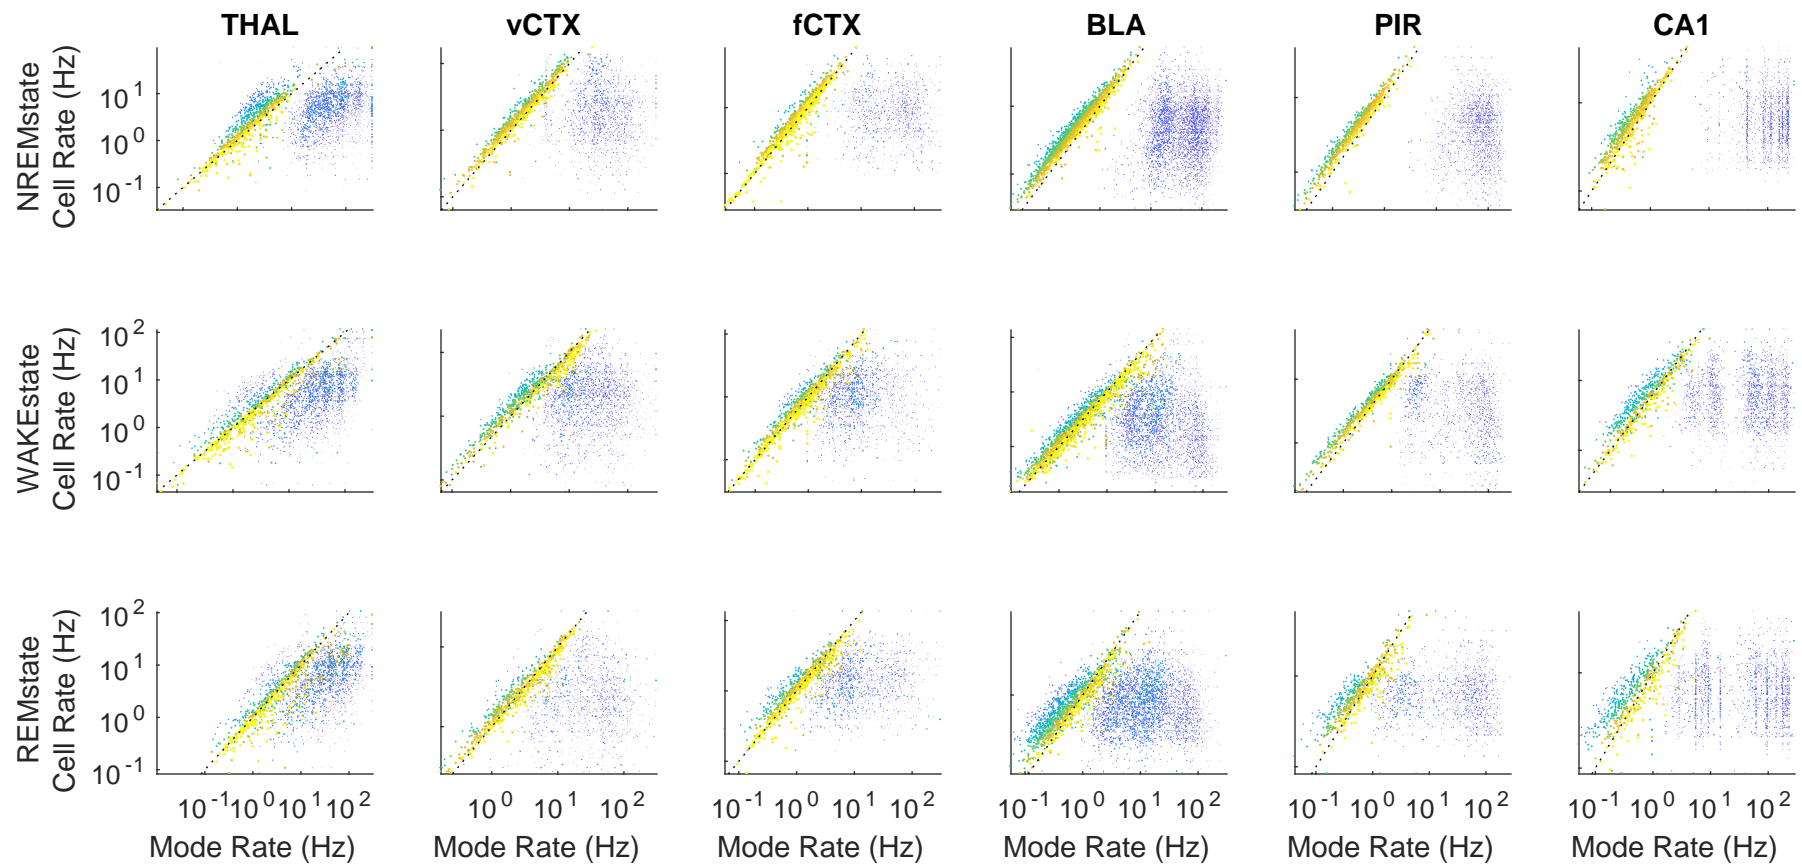 THAL vCTX fCTX BLA PIR CA1
NREMstate
Cell Rate (Hz)
10^1
10^0
10^-1
WAKEstate
Cell Rate (Hz)
10^2
10^1
10^0
10^-1
REMstate
Cell Rate (Hz)
10^2
10^1
10^0
10^-1
10^-1 10^0 10^1 10^2 10^0 10^1 10^2 10^-1 10^0 10^1 10^2 10^-1 10^0 10^1 10^2 10^-1 10^0 10^1 10^2 10^-1 10^0 10^1 10^2
Mode Rate (Hz) Mode Rate (Hz) Mode Rate (Hz) Mode Rate (Hz) Mode Rate (Hz) Mode Rate (Hz)